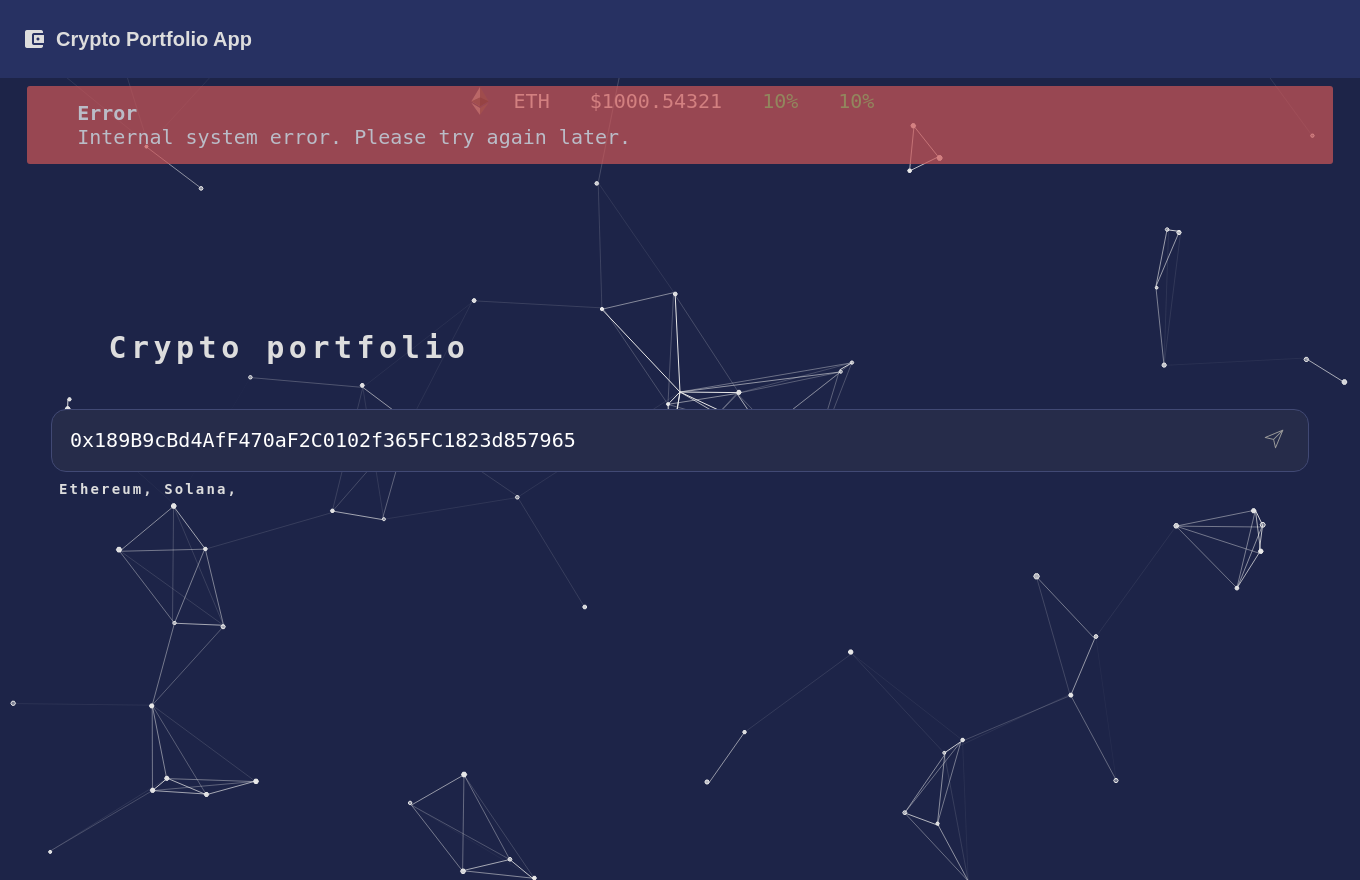 Crypto Portfolio App
ETH $1000.54321 10% 10%
Error
Internal system error. Please try again later.
Crypto portfolio
0x189B9cBd4AfF470aF2C0102f365FC1823d857965
Ethereum, Solana,